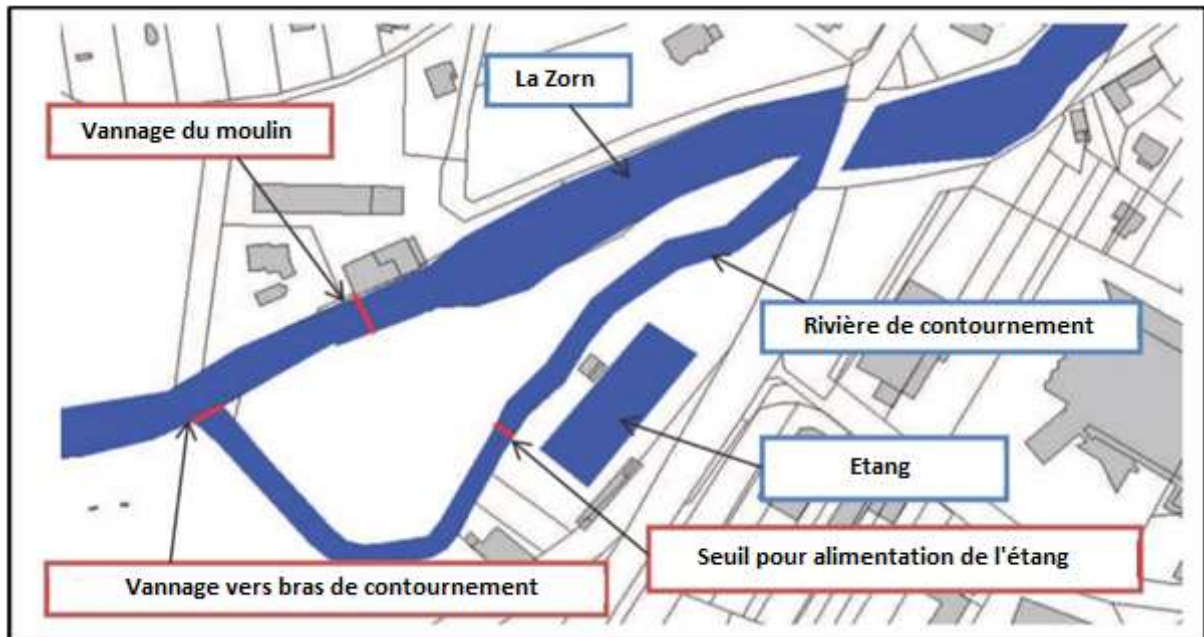 La Zorn
Vannage du moulin
Rivière de contournement
Etang
Seuil pour alimentation de l'étang
Vannage vers bras de contournement